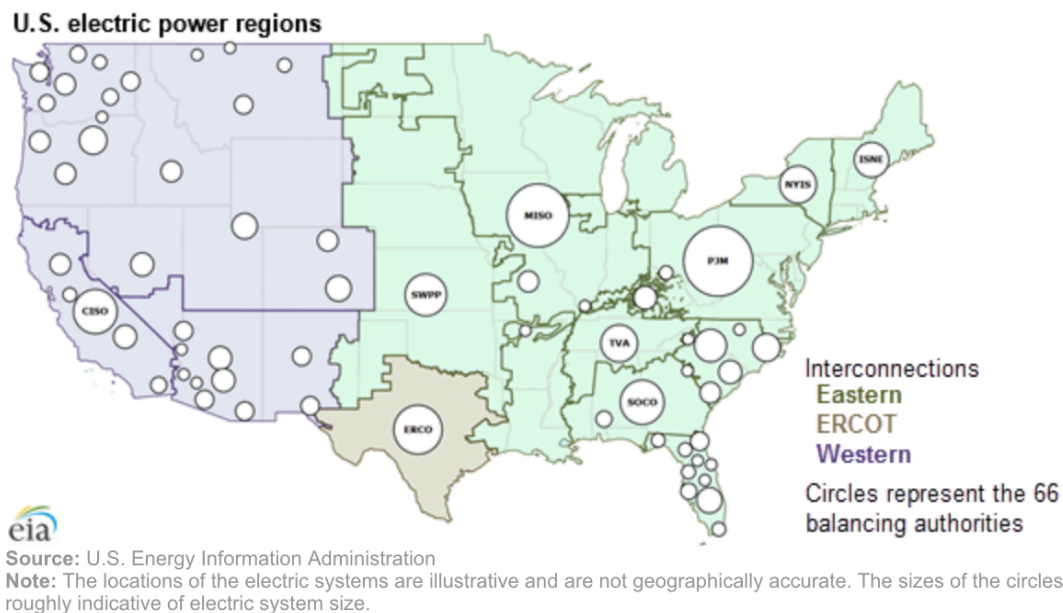 U.S. electric power regions
ISNE
NYIS
MISO
PJM
SWPP
CISO
TVA
SOCO
ERCO
Interconnections
Eastern
ERCOT
Western
Circles represent the 66
balancing authorities
eia
Source: U.S. Energy Information Administration
Note: The locations of the electric systems are illustrative and are not geographically accurate. The sizes of the circles
roughly indicative of electric system size.